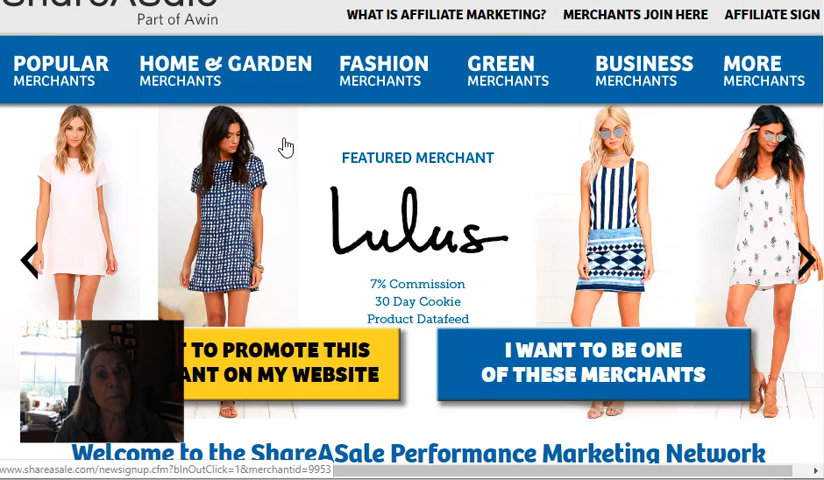 ShareASale
Part of Awin
WHAT IS AFFILIATE MARKETING?
MERCHANTS JOIN HERE
AFFILIATE SIGN
POPULAR
MERCHANTS
HOME & GARDEN
MERCHANTS
FASHION
MERCHANTS
GREEN
MERCHANTS
BUSINESS
MERCHANTS
MORE
MERCHANTS
FEATURED MERCHANT
Lulus
7% Commission
30 Day Cookie
Product Datafeed
T TO PROMOTE THIS
ANT ON MY WEBSITE
I WANT TO BE ONE
OF THESE MERCHANTS
Welcome to the ShareASale Performance Marketing Network
www.shareasale.com/newsignup.cfm?blnOutClick=1&merchantid=9953